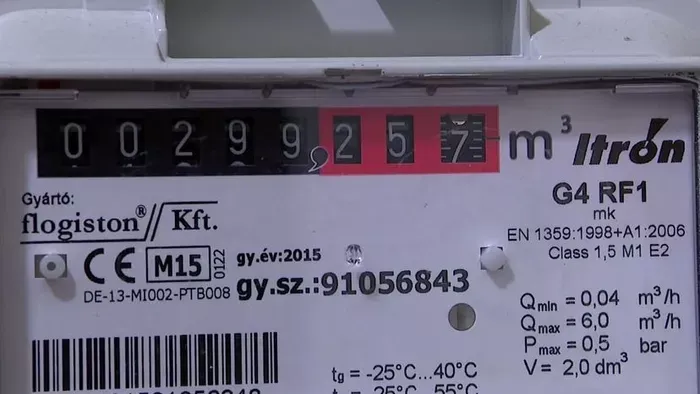 00299,257 m³
Itrón
G4 RF1
mk
EN 1359:1998+A1:2006
Class 1,5 M1 E2
Gyártó:
flogiston® // Kft.
CE M15 0122
gy.év:2015
DE-13-MI002-PTB008
gy.sz.:91056843
Qmin = 0,04 m³/h
Qmax = 6,0 m³/h
Pmax = 0,5 bar
V = 2,0 dm³
tg = -25°C...40°C